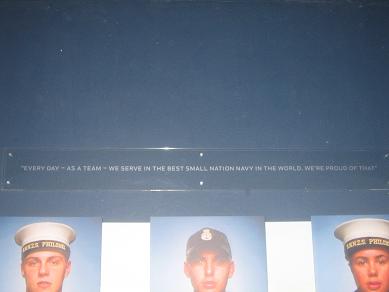 "EVERY DAY – AS A TEAM – WE SERVE IN THE BEST SMALL NATION NAVY IN THE WORLD. WE'RE PROUD OF THAT"
H.M.N.Z.S. PHILOMEL